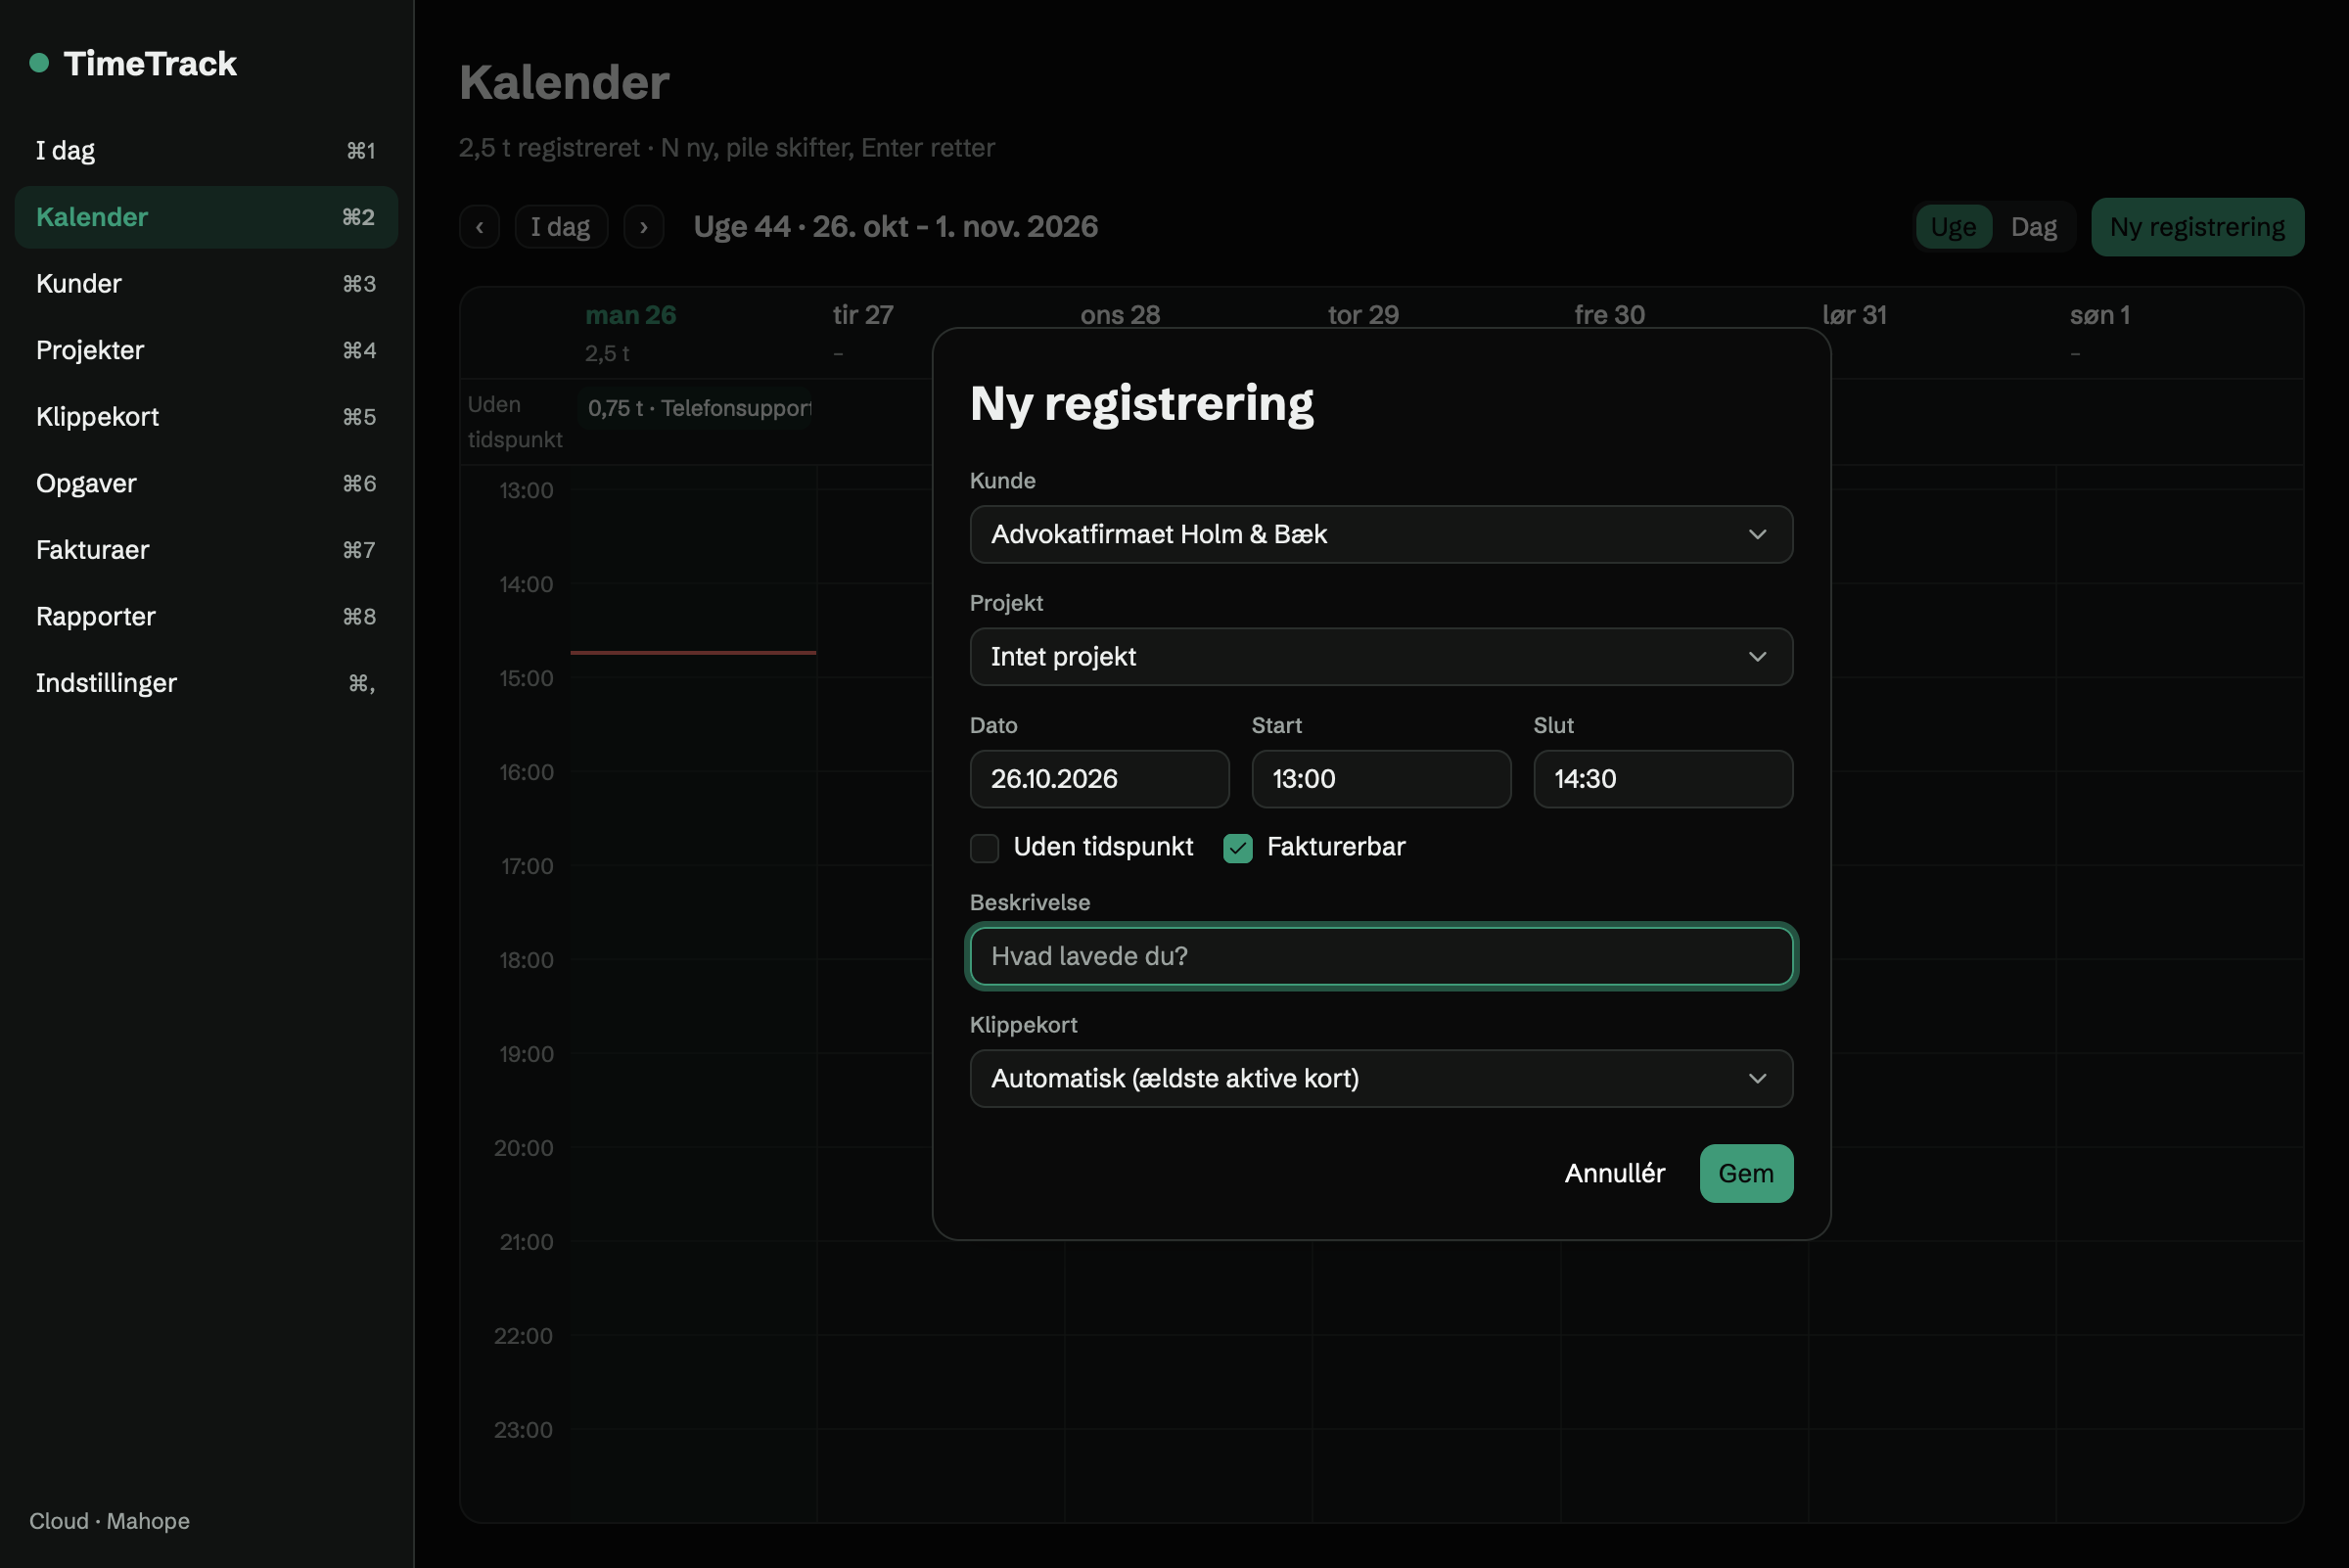 TimeTrack
I dag ⌘1
Kalender ⌘2
Kunder ⌘3
Projekter ⌘4
Klippekort ⌘5
Opgaver ⌘6
Fakturaer ⌘7
Rapporter ⌘8
Indstillinger ⌘,
Cloud · Mahope
Kalender
2,5 t registreret · N ny, pile skifter, Enter retter
‹ I dag › Uge 44 · 26. okt – 1. nov. 2026 Uge Dag Ny registrering
man 26 tir 27 ons 28 tor 29 fre 30 lør 31 søn 1
2,5 t – –
Uden tidspunkt
0,75 t · Telefonsupport
13:00
14:00
15:00
16:00
17:00
18:00
19:00
20:00
21:00
22:00
23:00
Ny registrering
Kunde
Advokatfirmaet Holm & Bæk
Projekt
Intet projekt
Dato Start Slut
26.10.2026 13:00 14:30
Uden tidspunkt Fakturerbar
Beskrivelse
Hvad lavede du?
Klippekort
Automatisk (ældste aktive kort)
Annullér Gem